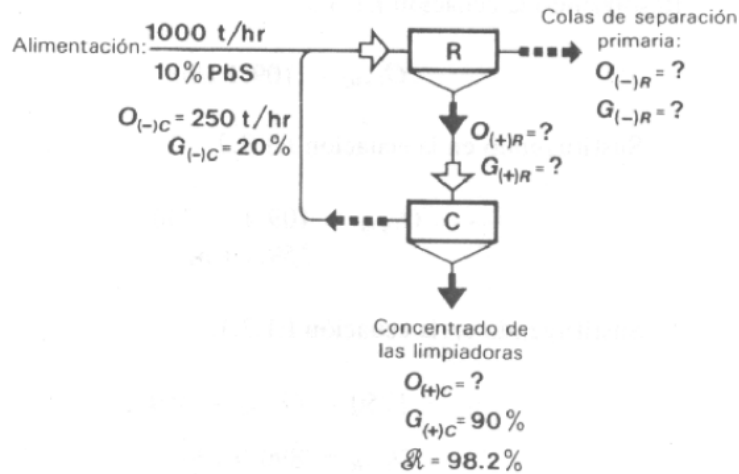 Alimentación:
1000 t/hr
10% PbS
O(−)C = 250 t/hr
G(−)C = 20%
R
Colas de separación
primaria:
O(−)R = ?
G(−)R = ?
O(+)R = ?
G(+)R = ?
C
Concentrado de
las limpiadoras
O(+)C = ?
G(+)C = 90%
ℛ = 98.2%